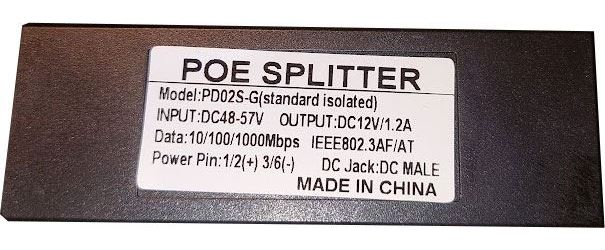 POE SPLITTER
Model:PD02S-G(standard isolated)
INPUT:DC48-57V OUTPUT:DC12V/1.2A
Data:10/100/1000Mbps IEEE802.3AF/AT
Power Pin:1/2(+) 3/6(-) DC Jack:DC MALE
MADE IN CHINA